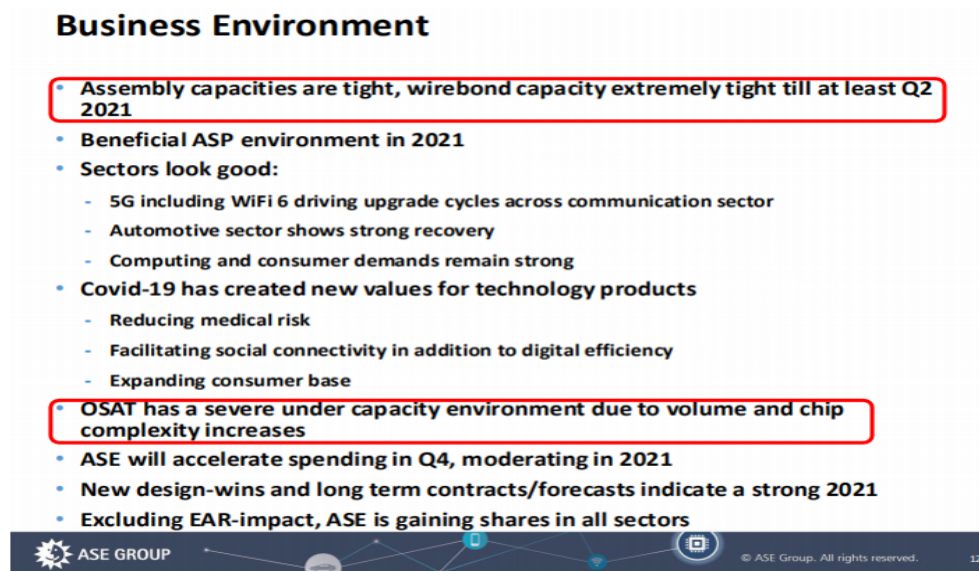 Business Environment
• Assembly capacities are tight, wirebond capacity extremely tight till at least Q2
2021
• Beneficial ASP environment in 2021
• Sectors look good:
- 5G including WiFi 6 driving upgrade cycles across communication sector
- Automotive sector shows strong recovery
- Computing and consumer demands remain strong
• Covid-19 has created new values for technology products
- Reducing medical risk
- Facilitating social connectivity in addition to digital efficiency
- Expanding consumer base
• OSAT has a severe under capacity environment due to volume and chip
complexity increases
• ASE will accelerate spending in Q4, moderating in 2021
• New design-wins and long term contracts/forecasts indicate a strong 2021
• Excluding EAR-impact, ASE is gaining shares in all sectors
ASE GROUP
© ASE Group. All rights reserved.
12